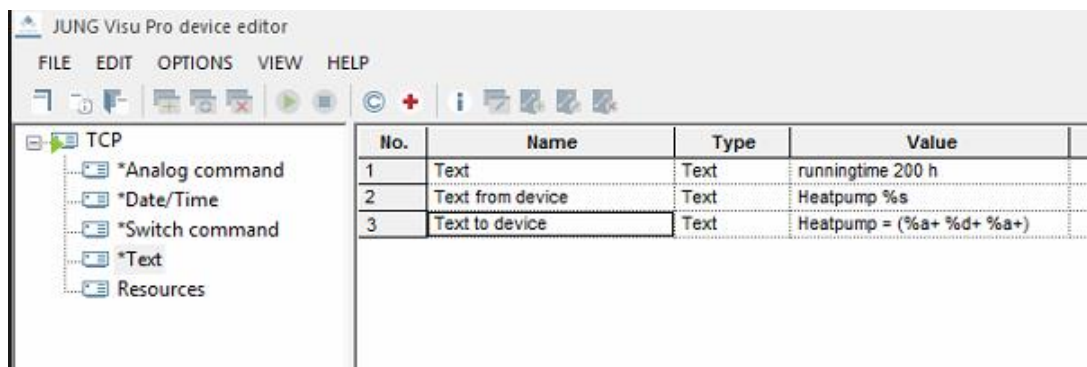 JUNG Visu Pro device editor
FILE EDIT OPTIONS VIEW HELP
TCP
*Analog command
*Date/Time
*Switch command
*Text
Resources
No. Name Type Value
1 Text Text runningtime 200 h
2 Text from device Text Heatpump %s
3 Text to device Text Heatpump = (%a+ %d+ %a+)